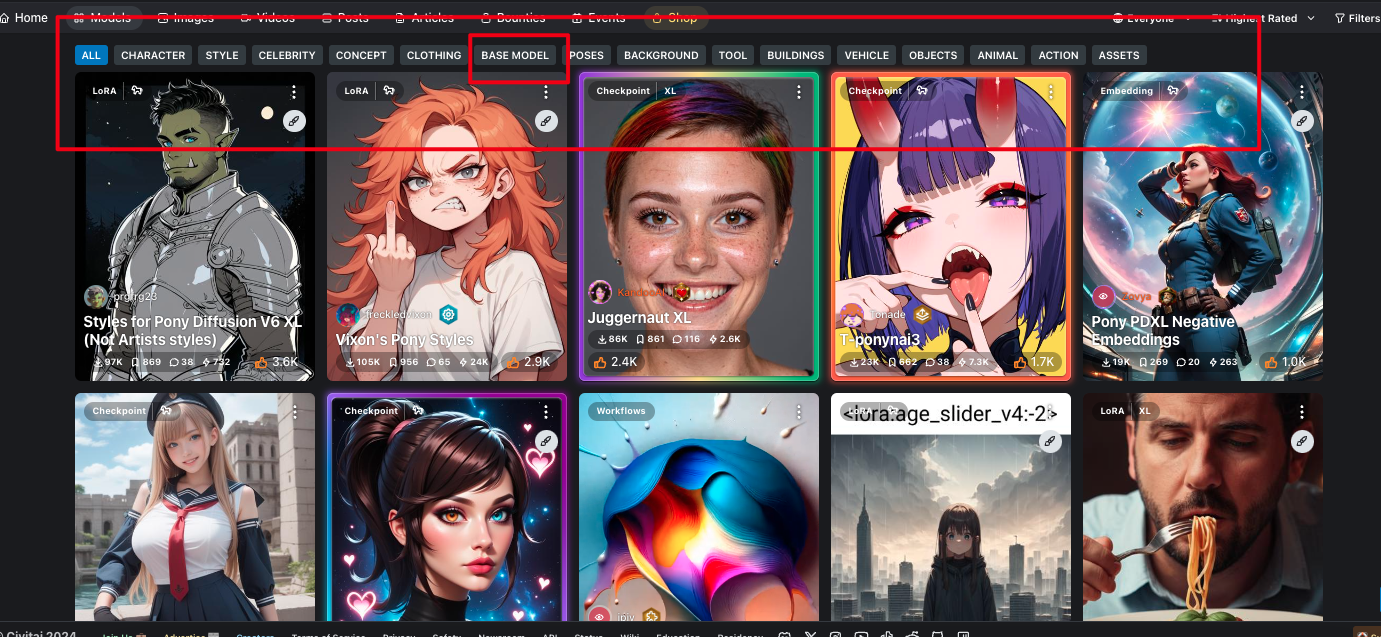 Home Models Images Videos Posts Articles Bounties Events Shop Everyone Highest Rated Filters
ALL CHARACTER STYLE CELEBRITY CONCEPT CLOTHING BASE MODEL POSES BACKGROUND TOOL BUILDINGS VEHICLE OBJECTS ANIMAL ACTION ASSETS
LoRA
LoRA
Checkpoint XL
Checkpoint
Embedding
prgfrg23
Styles for Pony Diffusion V6 XL
(Not Artists styles)
97K 869 38 732 3.6K
freckledvixon
Vixon's Pony Styles
105K 956 65 24K 2.9K
Juggernaut XL
86K 861 116 2.6K
2.4K
Tonade
T-ponynai3
23K 662 38 7.3K 1.7K
Zovya
Pony PDXL Negative
Embeddings
19K 269 20 263 1.0K
Checkpoint
Checkpoint
Workflows
LoRA
<lora:age_slider_v4:-2>
LoRA XL
© Civitai 2024 Join Us Advertise Creators Terms of Service Privacy Safety Newsroom API Status Wiki Education Residency